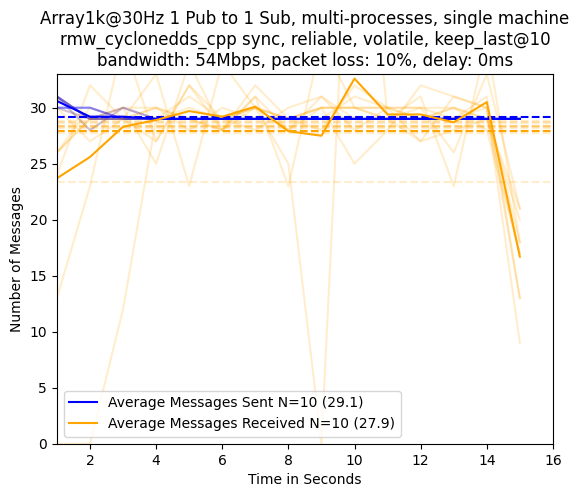 Array1k@30Hz 1 Pub to 1 Sub, multi-processes, single machine
rmw_cyclonedds_cpp sync, reliable, volatile, keep_last@10
bandwidth: 54Mbps, packet loss: 10%, delay: 0ms
30
25
20
15
10
5
0
Number of Messages
Average Messages Sent N=10 (29.1)
Average Messages Received N=10 (27.9)
2 4 6 8 10 12 14 16
Time in Seconds